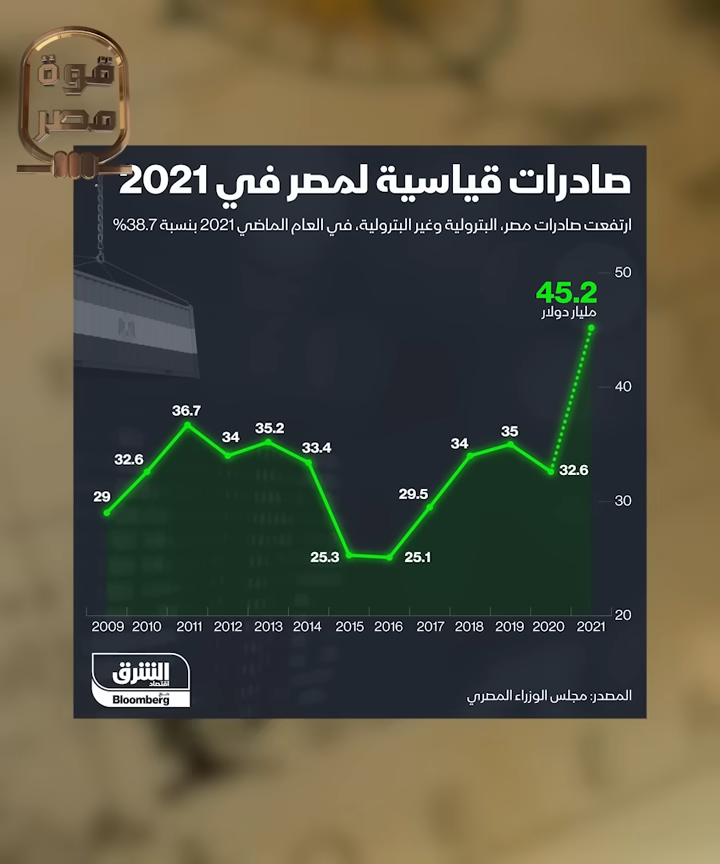 قوة
مصر
صادرات قياسية لمصر في 2021
ارتفعت صادرات مصر، البترولية وغير البترولية، في العام الماضي 2021 بنسبة 38.7%
50
45.2
مليار دولار
40
36.7
35.2
35
34
34
33.4
32.6
32.6
30
29.5
29
25.3
25.1
20
2009 2010 2011 2012 2013 2014 2015 2016 2017 2018 2019 2020 2021
الشرق
اقتصاد
مع
Bloomberg
المصدر: مجلس الوزراء المصري